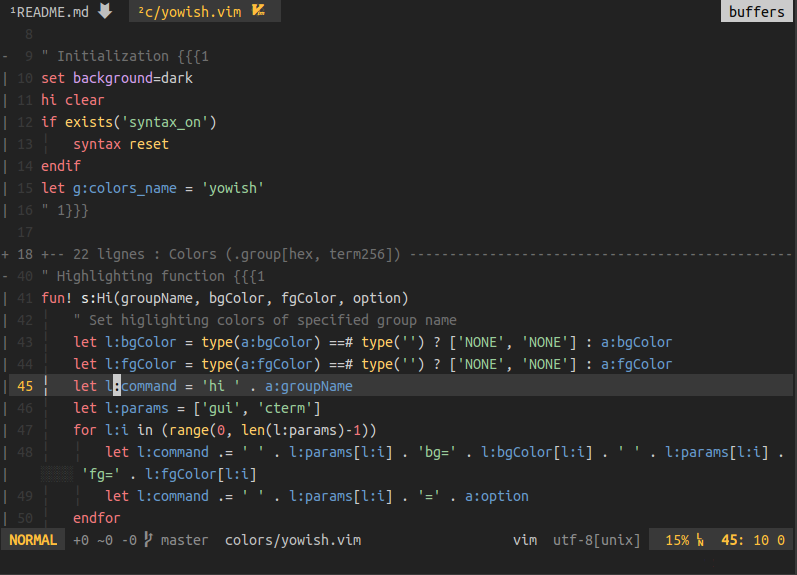 ¹README.md ²c/yowish.vim buffers
8
- 9 " Initialization {{{1
| 10 set background=dark
| 11 hi clear
| 12 if exists('syntax_on')
| 13 ¦   syntax reset
| 14 endif
| 15 let g:colors_name = 'yowish'
| 16 " 1}}}
17
+ 18 +-- 22 lignes : Colors (.group[hex, term256]) ------------------------------------------------
- 40 " Highlighting function {{{1
| 41 fun! s:Hi(groupName, bgColor, fgColor, option)
| 42 ¦   " Set higlighting colors of specified group name
| 43 ¦   let l:bgColor = type(a:bgColor) ==# type('') ? ['NONE', 'NONE'] : a:bgColor
| 44 ¦   let l:fgColor = type(a:fgColor) ==# type('') ? ['NONE', 'NONE'] : a:fgColor
| 45 ¦   let l:command = 'hi ' . a:groupName
| 46 ¦   let l:params = ['gui', 'cterm']
| 47 ¦   for l:i in (range(0, len(l:params)-1))
| 48 ¦   ¦   let l:command .= ' ' . l:params[l:i] . 'bg=' . l:bgColor[l:i] . ' ' . l:params[l:i] .
| 'fg=' . l:fgColor[l:i]
| 49 ¦   ¦   let l:command .= ' ' . l:params[l:i] . '=' . a:option
| 50 ¦   endfor
NORMAL +0 ~0 -0 master colors/yowish.vim vim utf-8[unix] 15% 45: 10 0